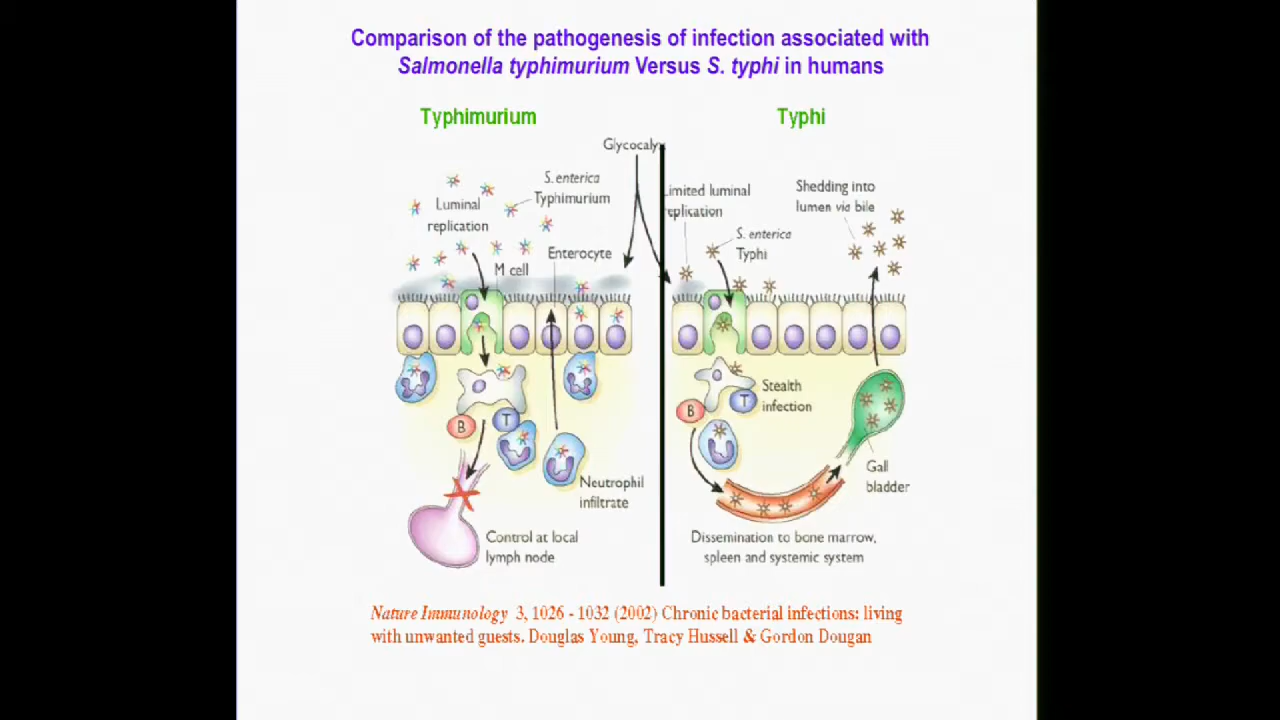 Comparison of the pathogenesis of infection associated with
Salmonella typhimurium Versus S. typhi in humans
Typhimurium
Typhi
Glycocalyx
S. enterica
Typhimurium
Luminal
replication
Enterocyte
M cell
B
T
Neutrophil
infiltrate
Control at local
lymph node
Limited luminal
replication
S. enterica
Typhi
Shedding into
lumen via bile
Stealth
infection
B
T
Gall
bladder
Dissemination to bone marrow,
spleen and systemic system
Nature Immunology 3, 1026 - 1032 (2002) Chronic bacterial infections: living
with unwanted guests. Douglas Young, Tracy Hussell & Gordon Dougan